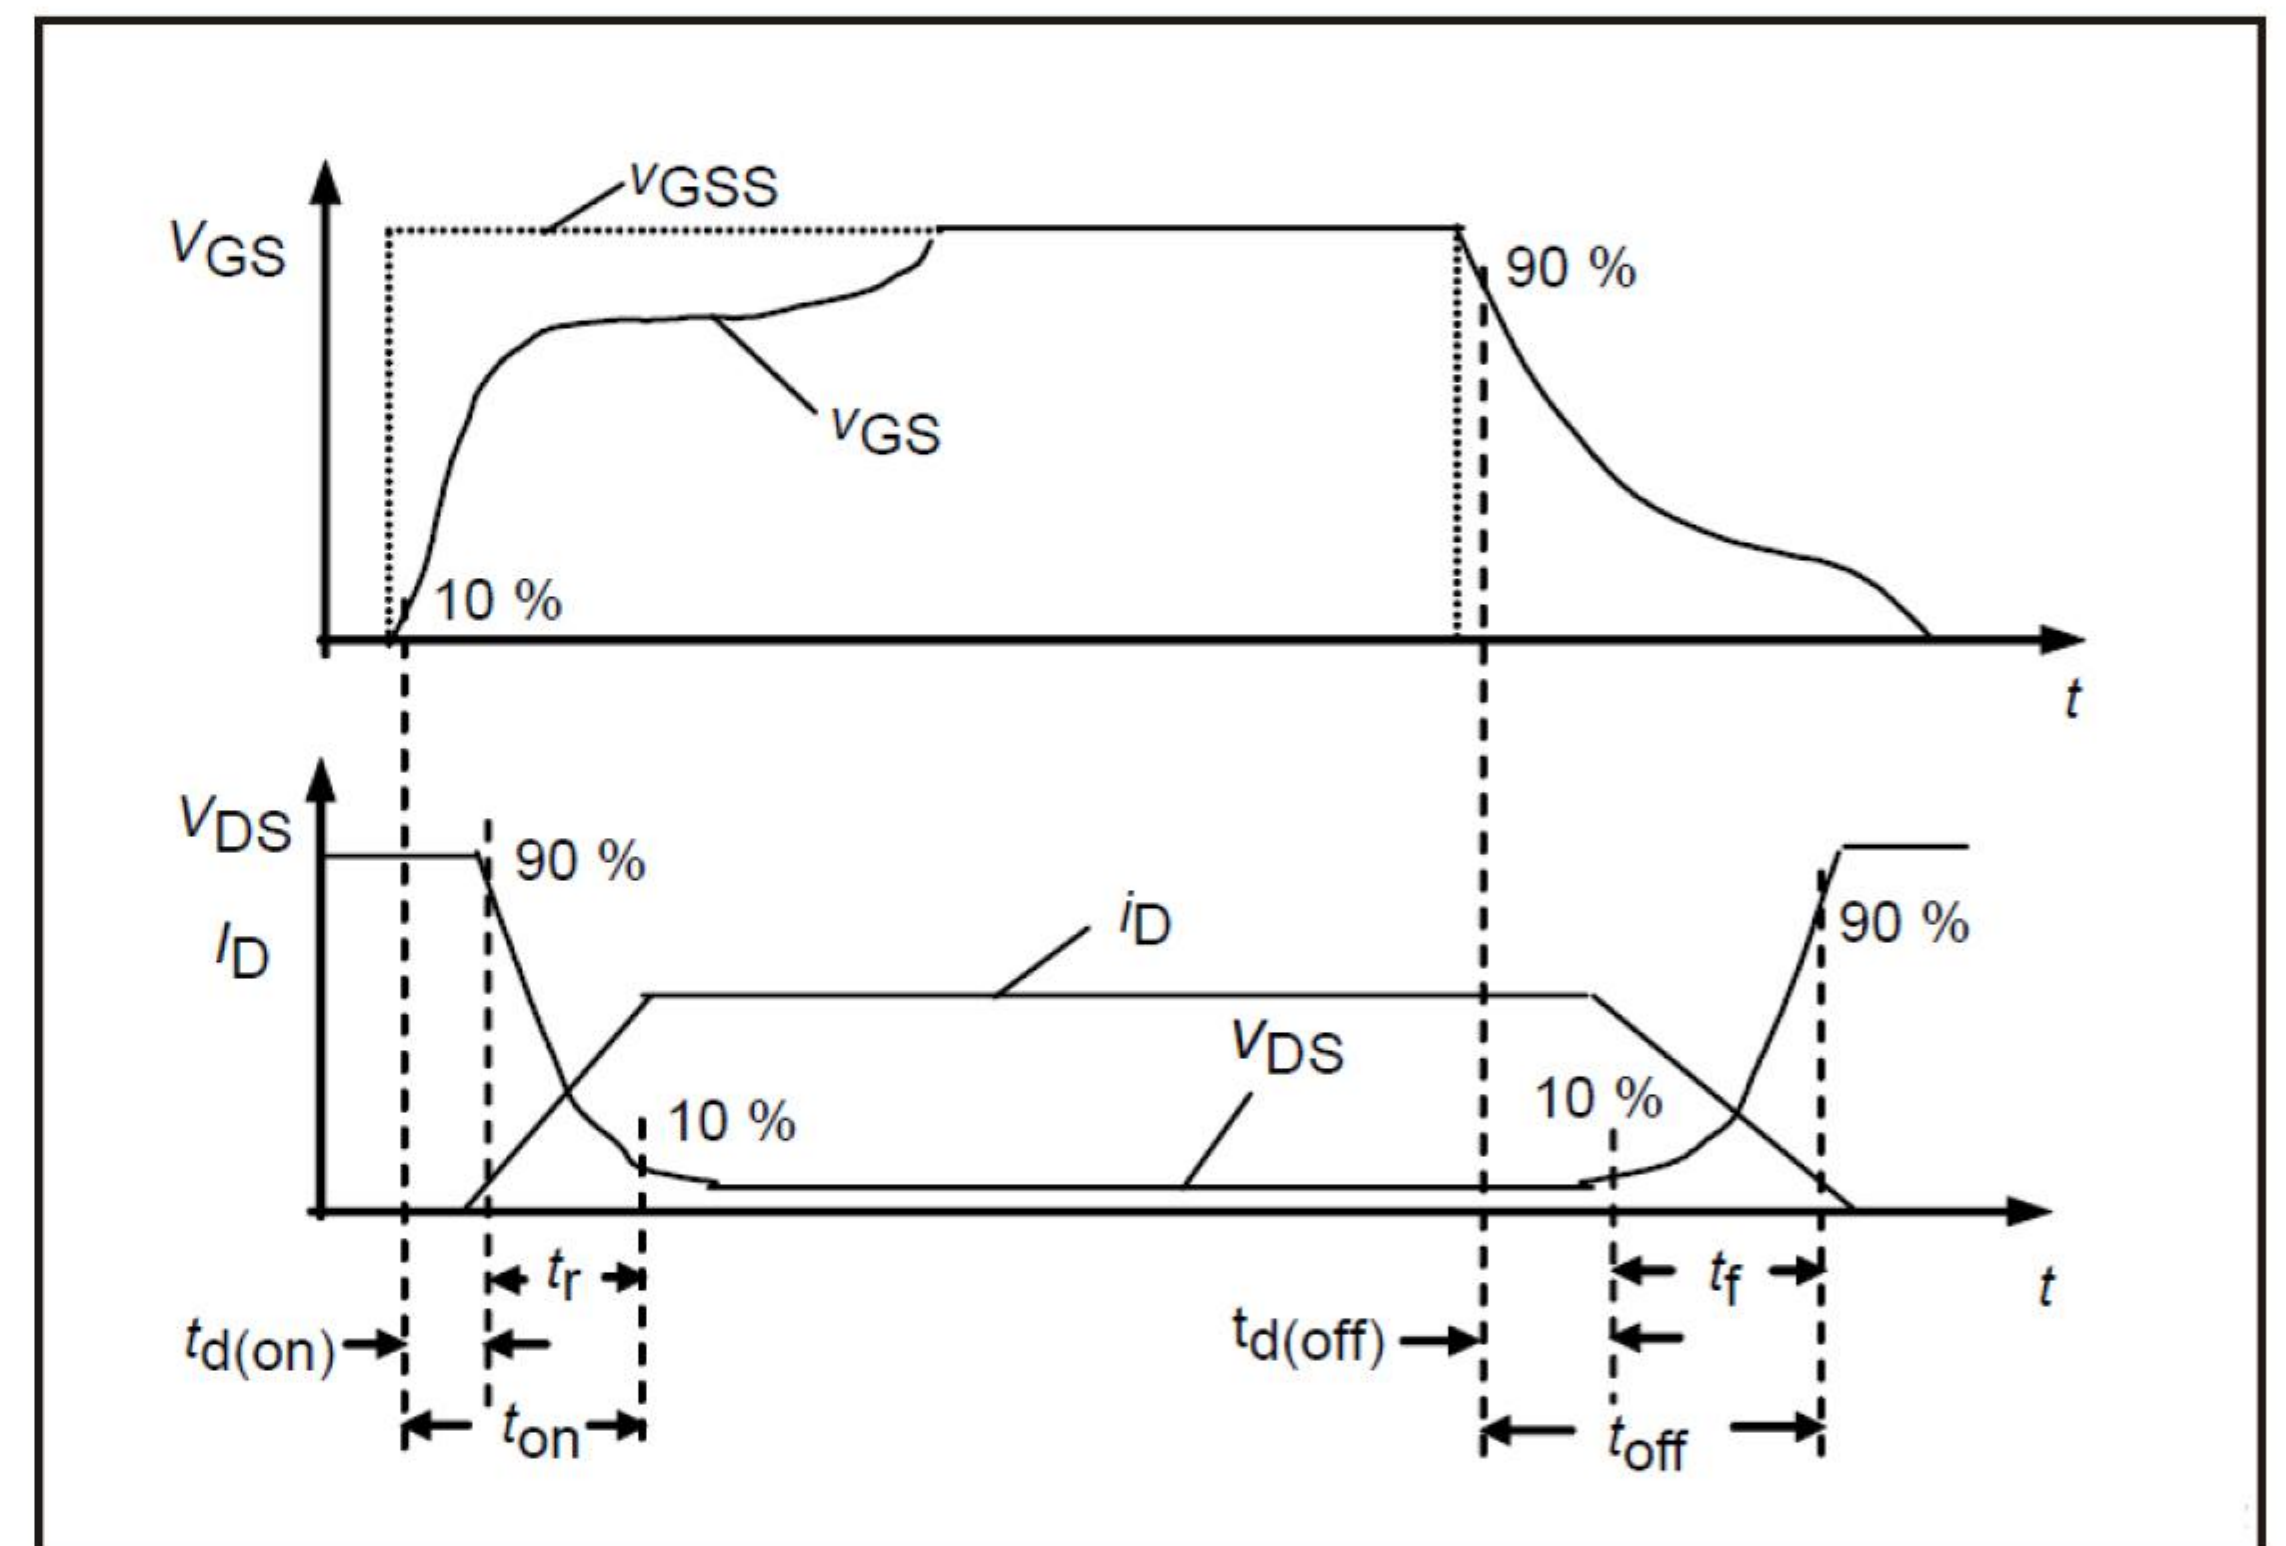 vGSS
VGS
90 %
vGS
10 %
t
VDS
90 %
iD
90 %
ID
VDS
10 %
10 %
tr
tf
t
td(on)
td(off)
ton
toff